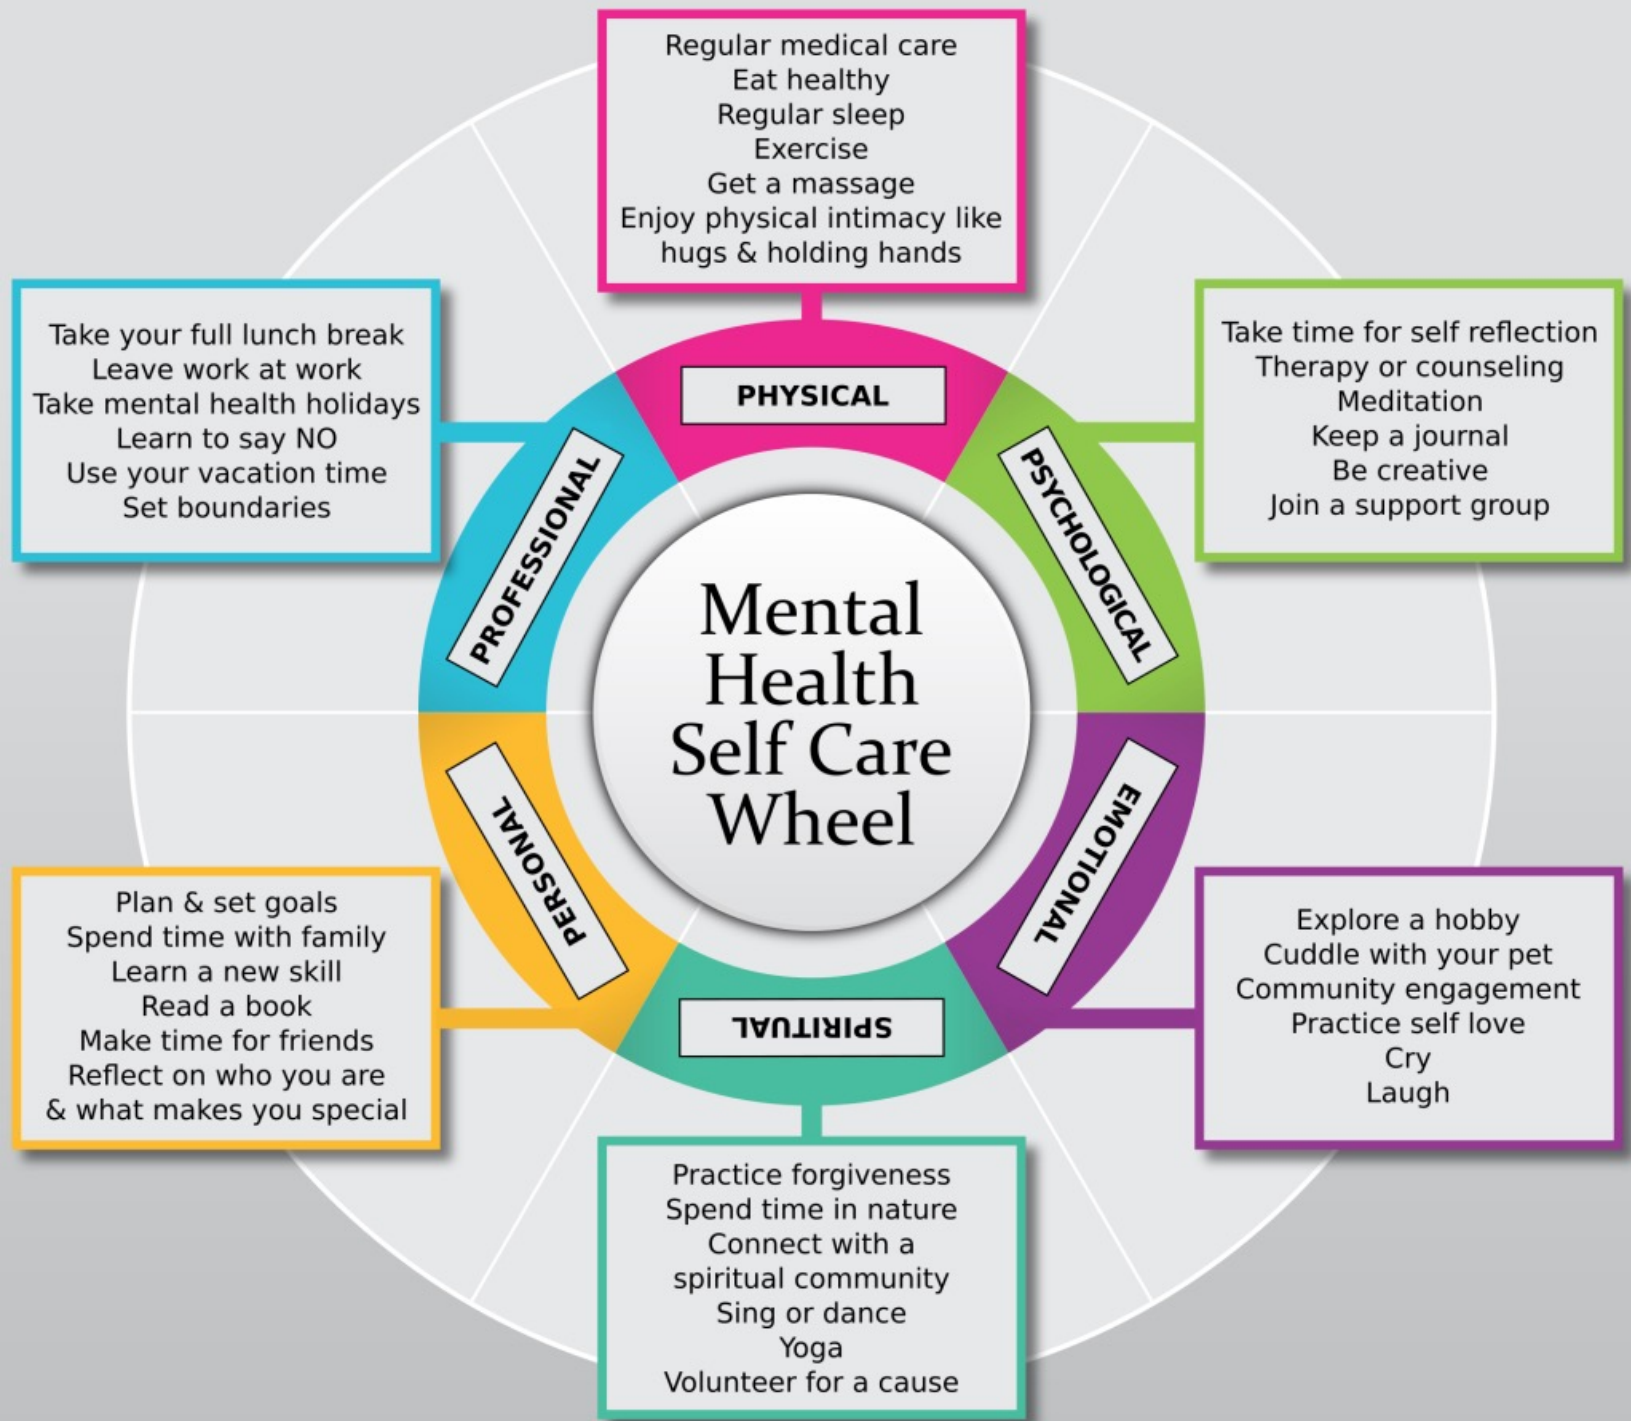 Regular medical care
Eat healthy
Regular sleep
Exercise
Get a massage
Enjoy physical intimacy like
hugs & holding hands
PHYSICAL
Take time for self reflection
Therapy or counseling
Meditation
Keep a journal
Be creative
Join a support group
PSYCHOLOGICAL
Explore a hobby
Cuddle with your pet
Community engagement
Practice self love
Cry
Laugh
EMOTIONAL
Practice forgiveness
Spend time in nature
Connect with a
spiritual community
Sing or dance
Yoga
Volunteer for a cause
SPIRITUAL
Plan & set goals
Spend time with family
Learn a new skill
Read a book
Make time for friends
Reflect on who you are
& what makes you special
PERSONAL
Take your full lunch break
Leave work at work
Take mental health holidays
Learn to say NO
Use your vacation time
Set boundaries
PROFESSIONAL
Mental
Health
Self Care
Wheel